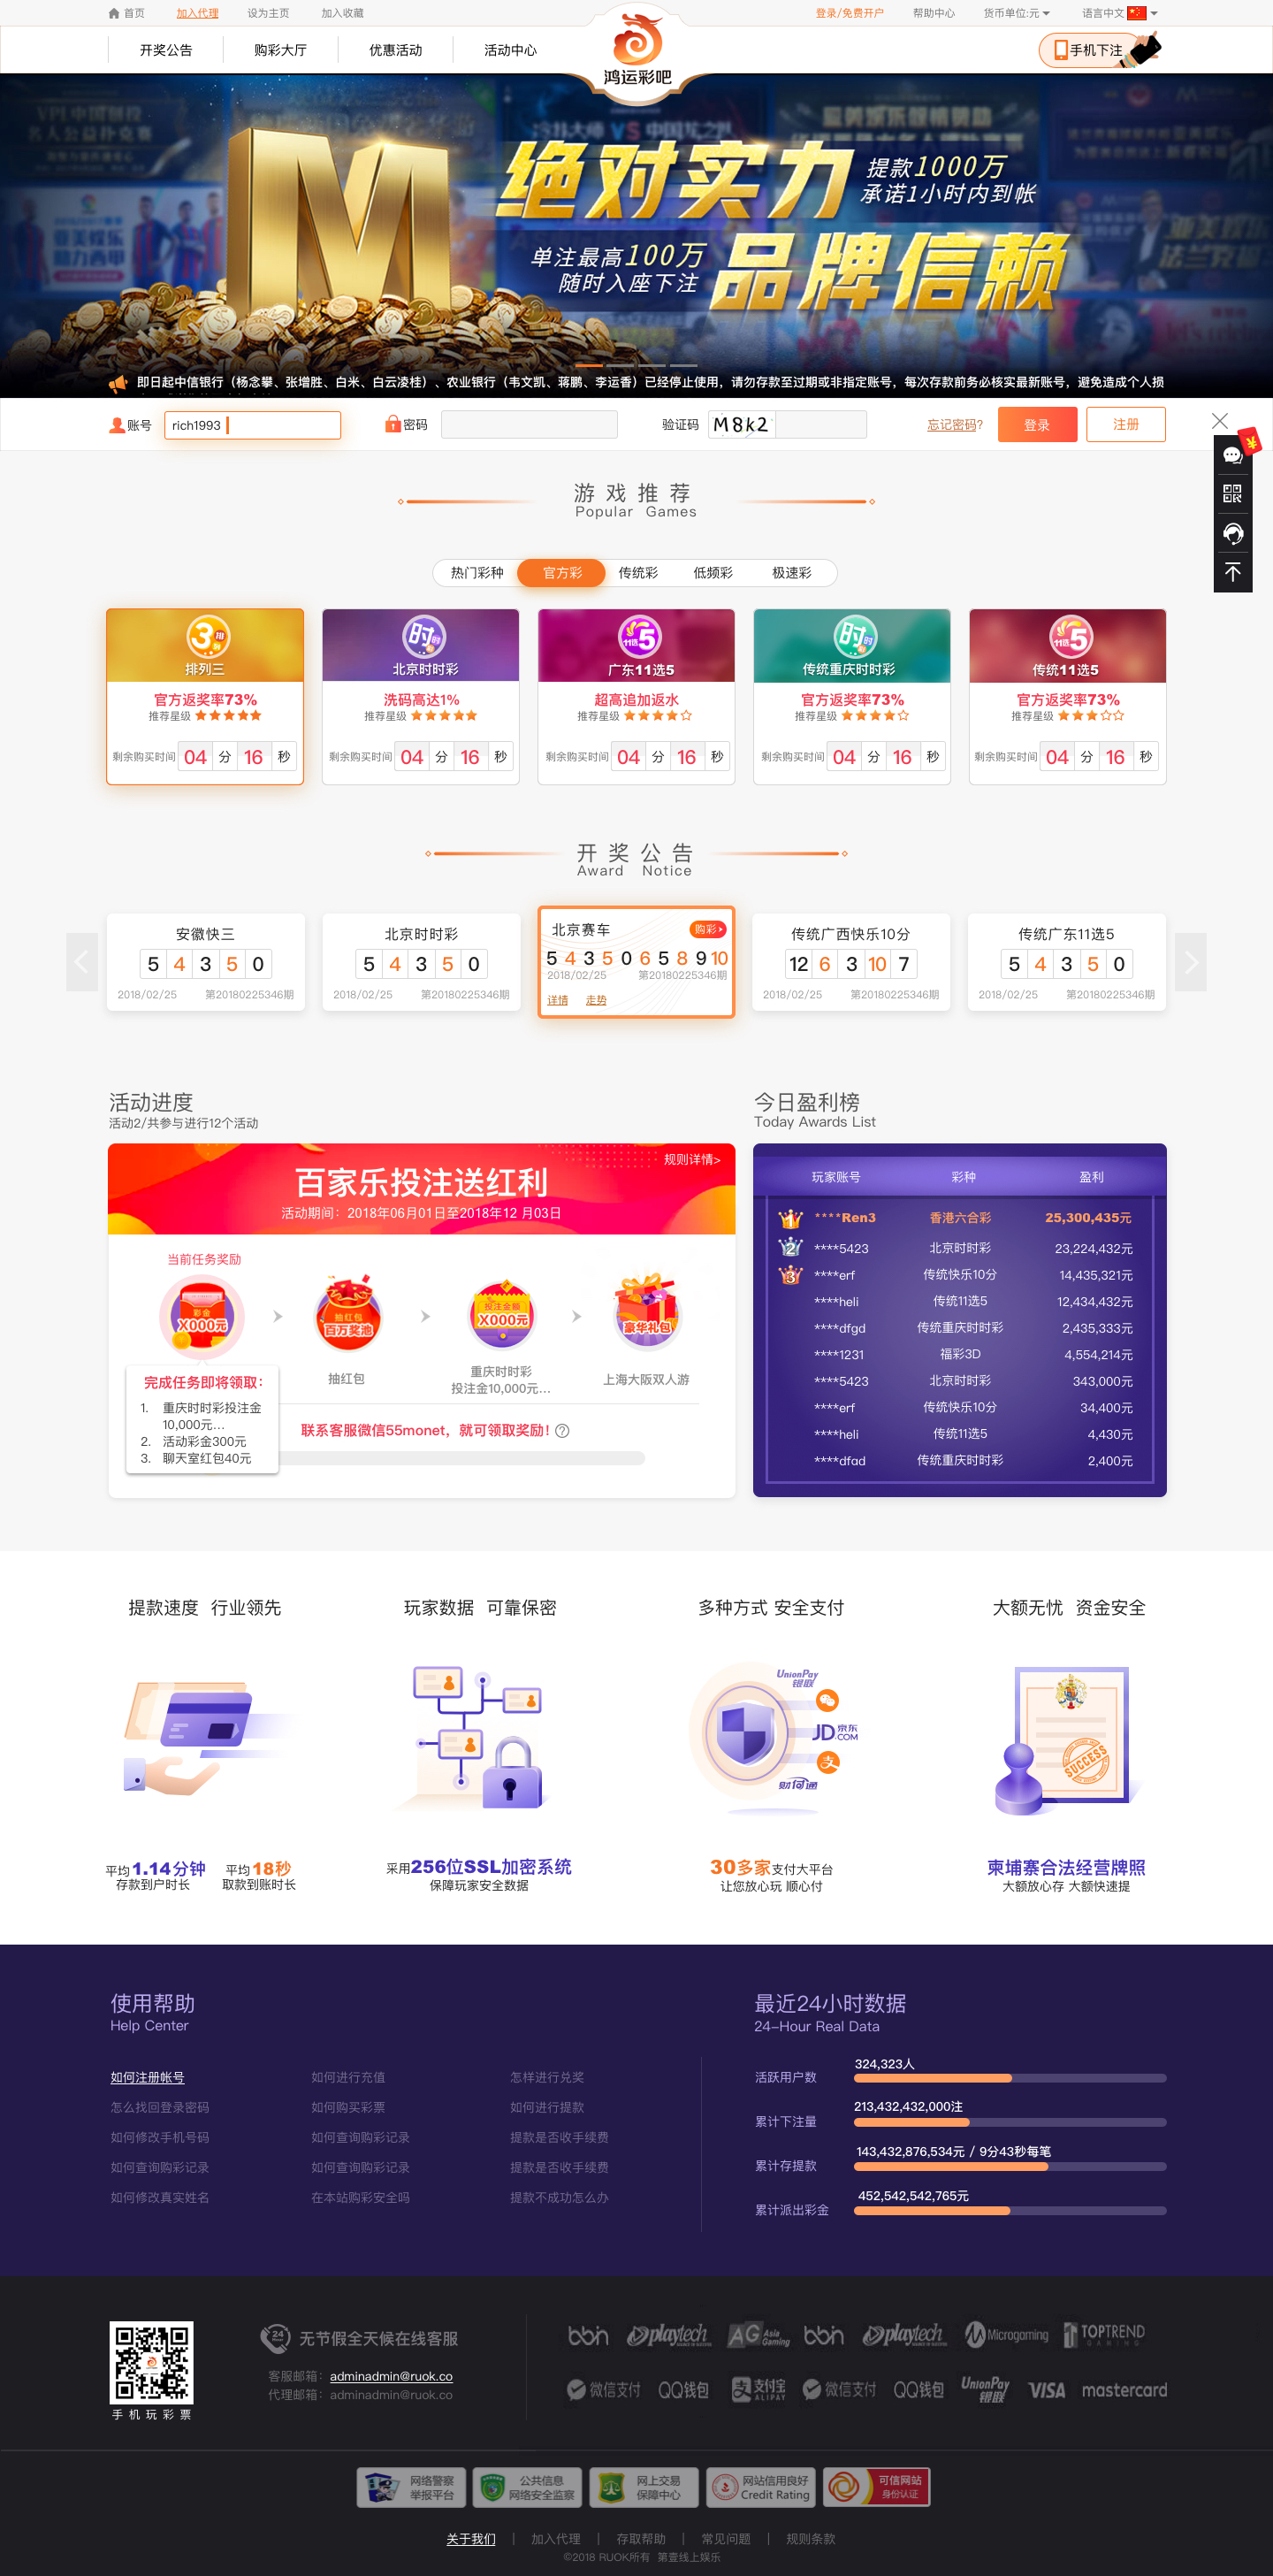 首页 加入代理 设为主页 加入收藏 登录/免费开户 帮助中心 货币单位:元 语言中文
开奖公告 购彩大厅 优惠活动 活动中心 鸿运彩吧 手机下注
M
绝对实力 提款1000万
承诺1小时内到帐
单注最高100万
随时入座下注 品牌信赖
即日起中信银行（杨念攀、张增胜、白米、白云凌桂）、农业银行（韦文凯、蒋鹏、李运香）已经停止使用，请勿存款至过期或非指定账号，每次存款前务必核实最新账号，避免造成个人损
账号 rich1993 密码 验证码 M8k2 忘记密码? 登录 注册
游戏推荐
Popular Games
热门彩种 官方彩 传统彩 低频彩 极速彩
排列三 北京时时彩 广东11选5 传统重庆时时彩 传统11选5
官方返奖率73% 洗码高达1% 超高追加返水 官方返奖率73% 官方返奖率73%
推荐星级 推荐星级 推荐星级 推荐星级 推荐星级
剩余购买时间 04 分 16 秒 剩余购买时间 04 分 16 秒 剩余购买时间 04 分 16 秒 剩余购买时间 04 分 16 秒 剩余购买时间 04 分 16 秒
开奖公告
Award Notice
安徽快三 北京时时彩 北京赛车 购彩 传统广西快乐10分 传统广东11选5
5 4 3 5 0 5 4 3 5 0 5 4 3 5 0 6 5 8 9 10 12 6 3 10 7 5 4 3 5 0
2018/02/25 第20180225346期 2018/02/25 第20180225346期 2018/02/25 第20180225346期 2018/02/25 第20180225346期 2018/02/25 第20180225346期
详情 走势
活动进度
活动2/共参与进行12个活动
规则详情>
百家乐投注送红利
活动期间：2018年06月01日至2018年12 月03日
当前任务奖励
彩金 X000元 抽红包 百万奖池 投注金额 X000元 豪华礼包
抽红包 重庆时时彩 投注金10,000元... 上海大阪双人游
完成任务即将领取：
1. 重庆时时彩投注金
10,000元...
2. 活动彩金300元
3. 聊天室红包40元
联系客服微信55monet，就可领取奖励！?
今日盈利榜
Today Awards List
玩家账号 彩种 盈利
1 ****Ren3 香港六合彩 25,300,435元
2 ****5423 北京时时彩 23,224,432元
3 ****erf 传统快乐10分 14,435,321元
****heli 传统11选5 12,434,432元
****dfgd 传统重庆时时彩 2,435,333元
****1231 福彩3D 4,554,214元
****5423 北京时时彩 343,000元
****erf 传统快乐10分 34,400元
****heli 传统11选5 4,430元
****dfad 传统重庆时时彩 2,400元
提款速度 行业领先 玩家数据 可靠保密 多种方式 安全支付 大额无忧 资金安全
UnionPay 银联
JD 京东 .COM
支
财付通
SUCCESS
平均1.14分钟 平均18秒 采用256位SSL加密系统 30多家支付大平台 柬埔寨合法经营牌照
存款到户时长 取款到账时长 保障玩家安全数据 让您放心玩 顺心付 大额放心存 大额快速提
使用帮助
Help Center
如何注册帐号 如何进行充值 怎样进行兑奖
怎么找回登录密码 如何购买彩票 如何进行提款
如何修改手机号码 如何查询购彩记录 提款是否收手续费
如何查询购彩记录 如何查询购彩记录 提款是否收手续费
如何修改真实姓名 在本站购彩安全吗 提款不成功怎么办
最近24小时数据
24-Hour Real Data
324,323人
活跃用户数
213,432,432,000注
累计下注量
143,432,876,534元 / 9分43秒每笔
累计存提款
452,542,542,765元
累计派出彩金
手机玩彩票
24 无节假全天候在线客服
客服邮箱：adminadmin@ruok.co
代理邮箱：adminadmin@ruok.co
bbin playtech AG Asia Gaming bbin playtech Microgaming TOPTREND GAMING
微信支付 QQ钱包 支付宝 ALIPAY 微信支付 QQ钱包 UnionPay 银联 VISA mastercard
网络警察 举报平台 公共信息 网络安全监察 网上交易 保障中心 网站信用良好 Credit Rating 可信网站 身份认证
关于我们 | 加入代理 | 存取帮助 | 常见问题 | 规则条款
©2018 RUOK所有 第壹线上娱乐